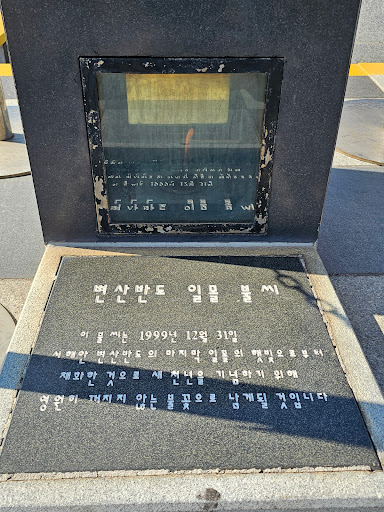 변산반도 일몰 불씨
이 불씨는 1999년 12월 31일
서해안 변산반도의 마지막 일몰의 햇빛으로부터
채화한 것으로 새 천년을 기념하기 위해
영원히 꺼지지 않는 불꽃으로 남게될 것입니다